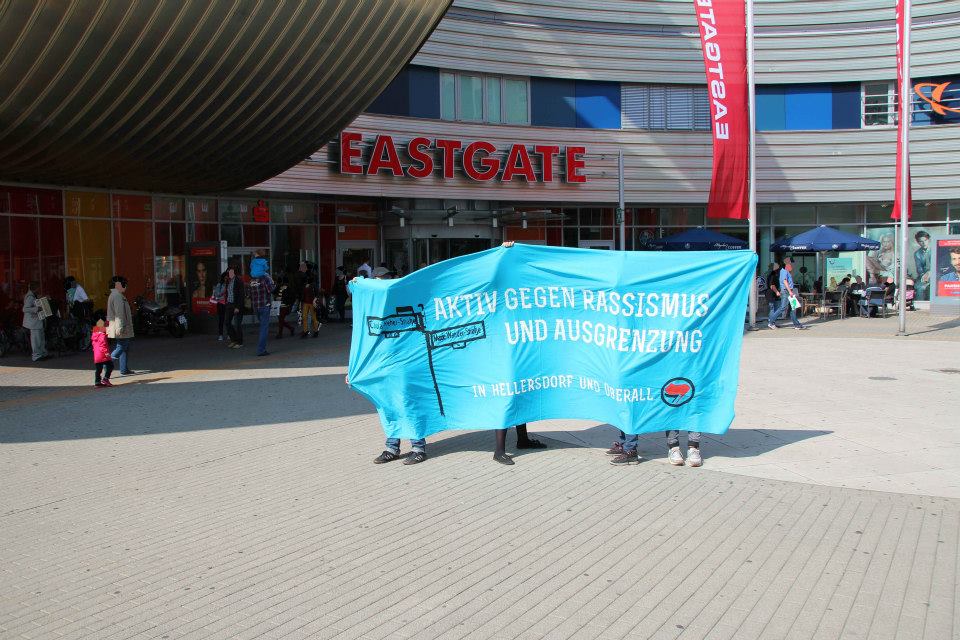 EASTGATE
EASTGATE
AKTIV GEGEN RASSISMUS
UND AUSGRENZUNG
IN HELLERSDORF UND ÜBERALL